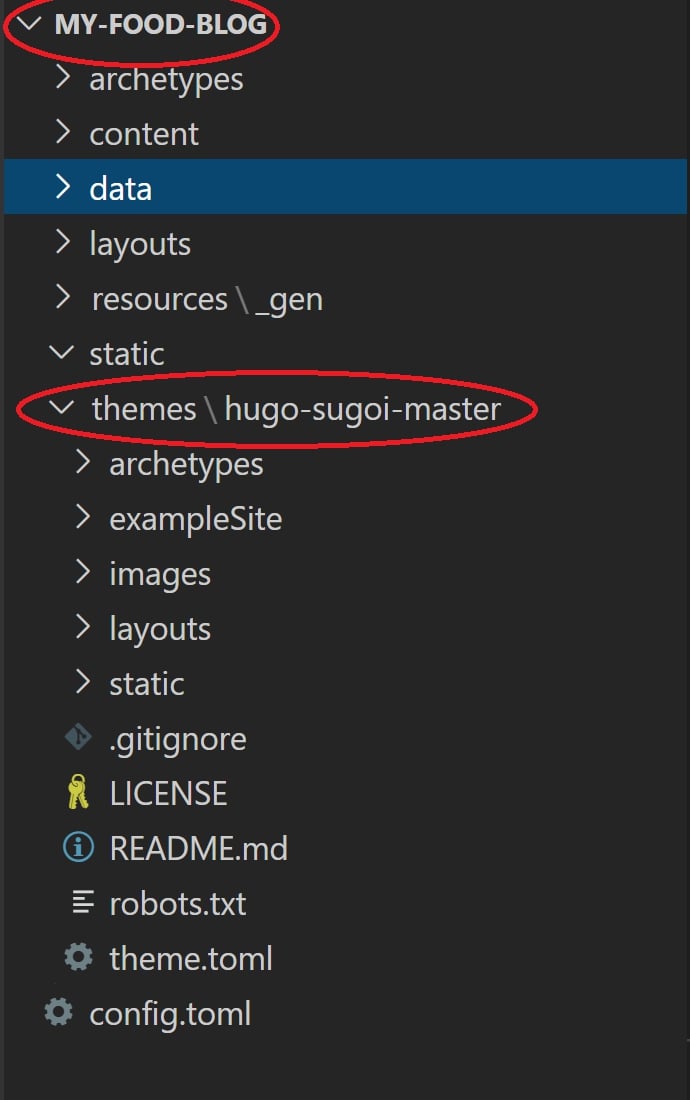 MY-FOOD-BLOG
archetypes
content
data
layouts
resources \ _gen
static
themes \ hugo-sugoi-master
archetypes
exampleSite
images
layouts
static
.gitignore
LICENSE
README.md
robots.txt
theme.toml
config.toml